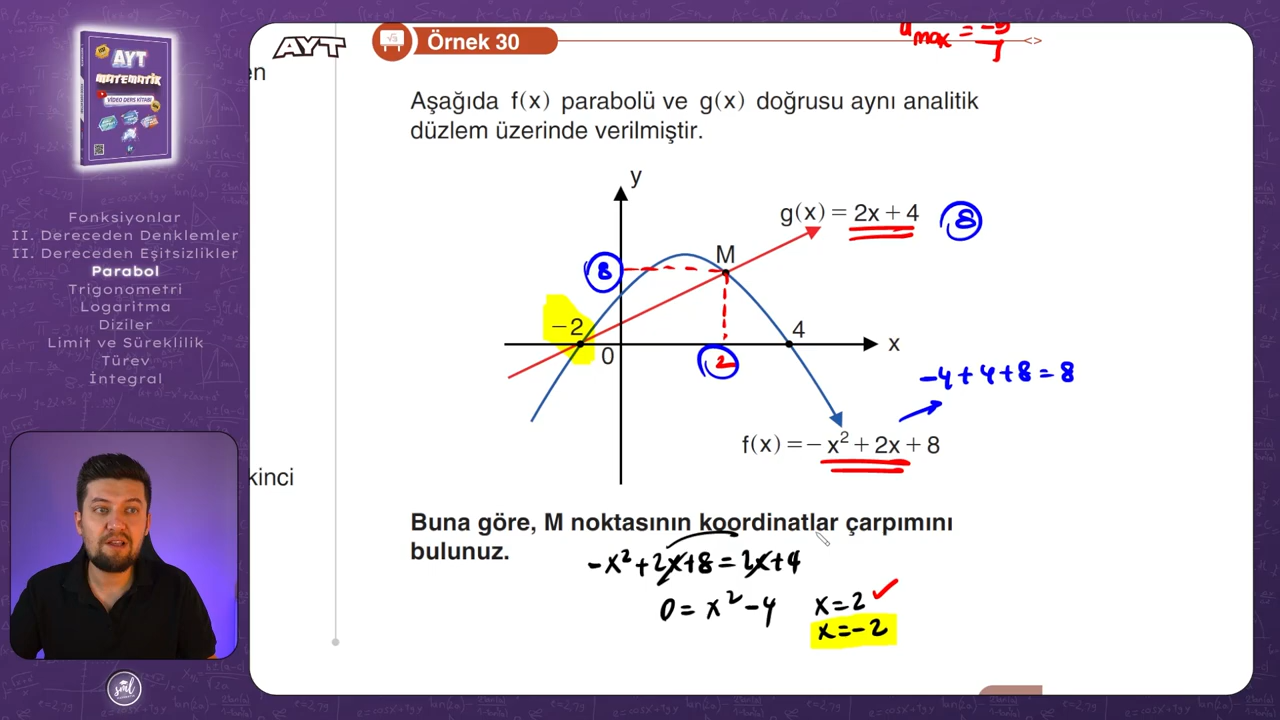 AYT
Örnek 30
en
Aşağıda f(x) parabolü ve g(x) doğrusu aynı analitik
düzlem üzerinde verilmiştir.
AYT
MATEMATİK
VİDEO DERS KİTABI
Fonksiyonlar
II. Dereceden Denklemler
II. Dereceden Eşitsizlikler
Parabol
Trigonometri
Logaritma
Diziler
Limit ve Süreklilik
Türev
İntegral
y
g(x) = 2x + 4
8
M
8
−2
4
x
0
2
-4+4+8=8
f(x) = − x² + 2x + 8
kinci
Buna göre, M noktasının koordinatlar çarpımını
bulunuz.
-x²+2x+8=2x+4
0=x²-4
x=2
x=-2
sml